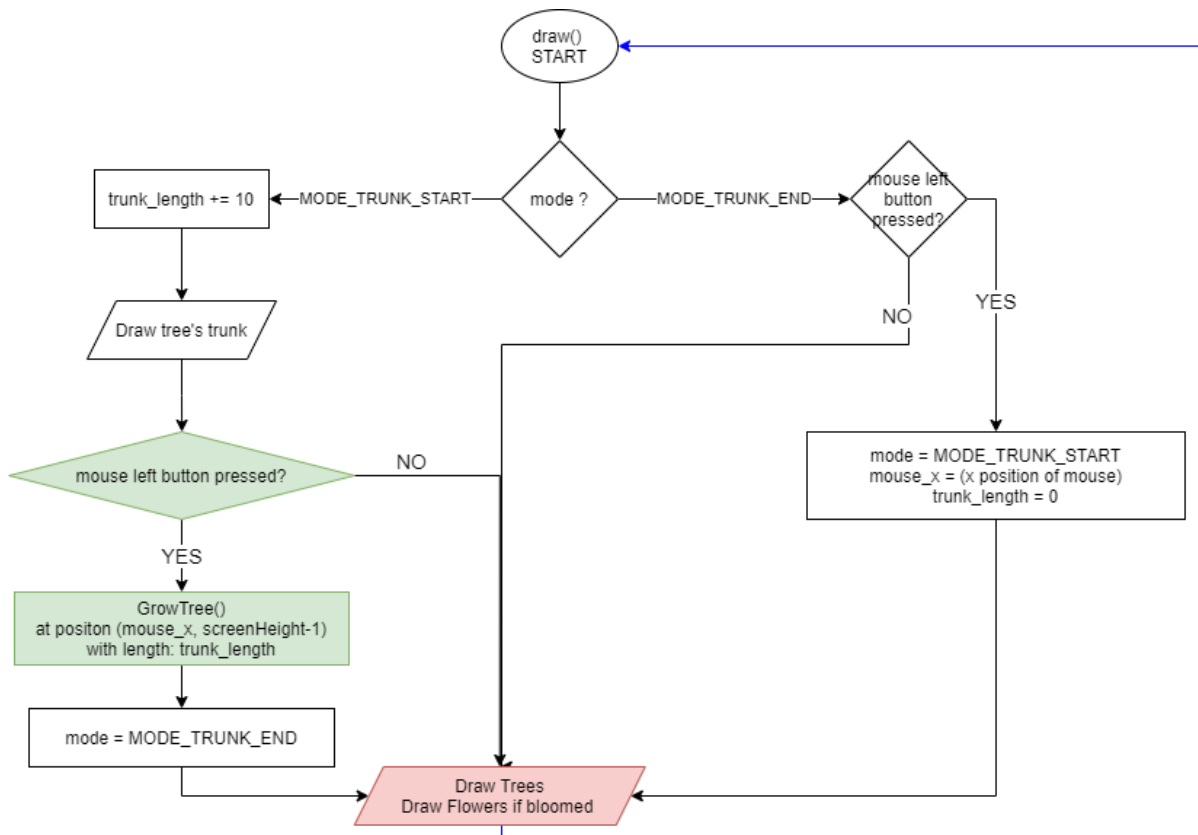 draw()
START
mode ?
MODE_TRUNK_START
MODE_TRUNK_END
trunk_length += 10
mouse left
button
pressed?
Draw tree's trunk
NO
YES
mouse left button pressed?
NO
YES
mode = MODE_TRUNK_START
mouse_x = (x position of mouse)
trunk_length = 0
GrowTree()
at positon (mouse_x, screenHeight-1)
with length: trunk_length
mode = MODE_TRUNK_END
Draw Trees
Draw Flowers if bloomed